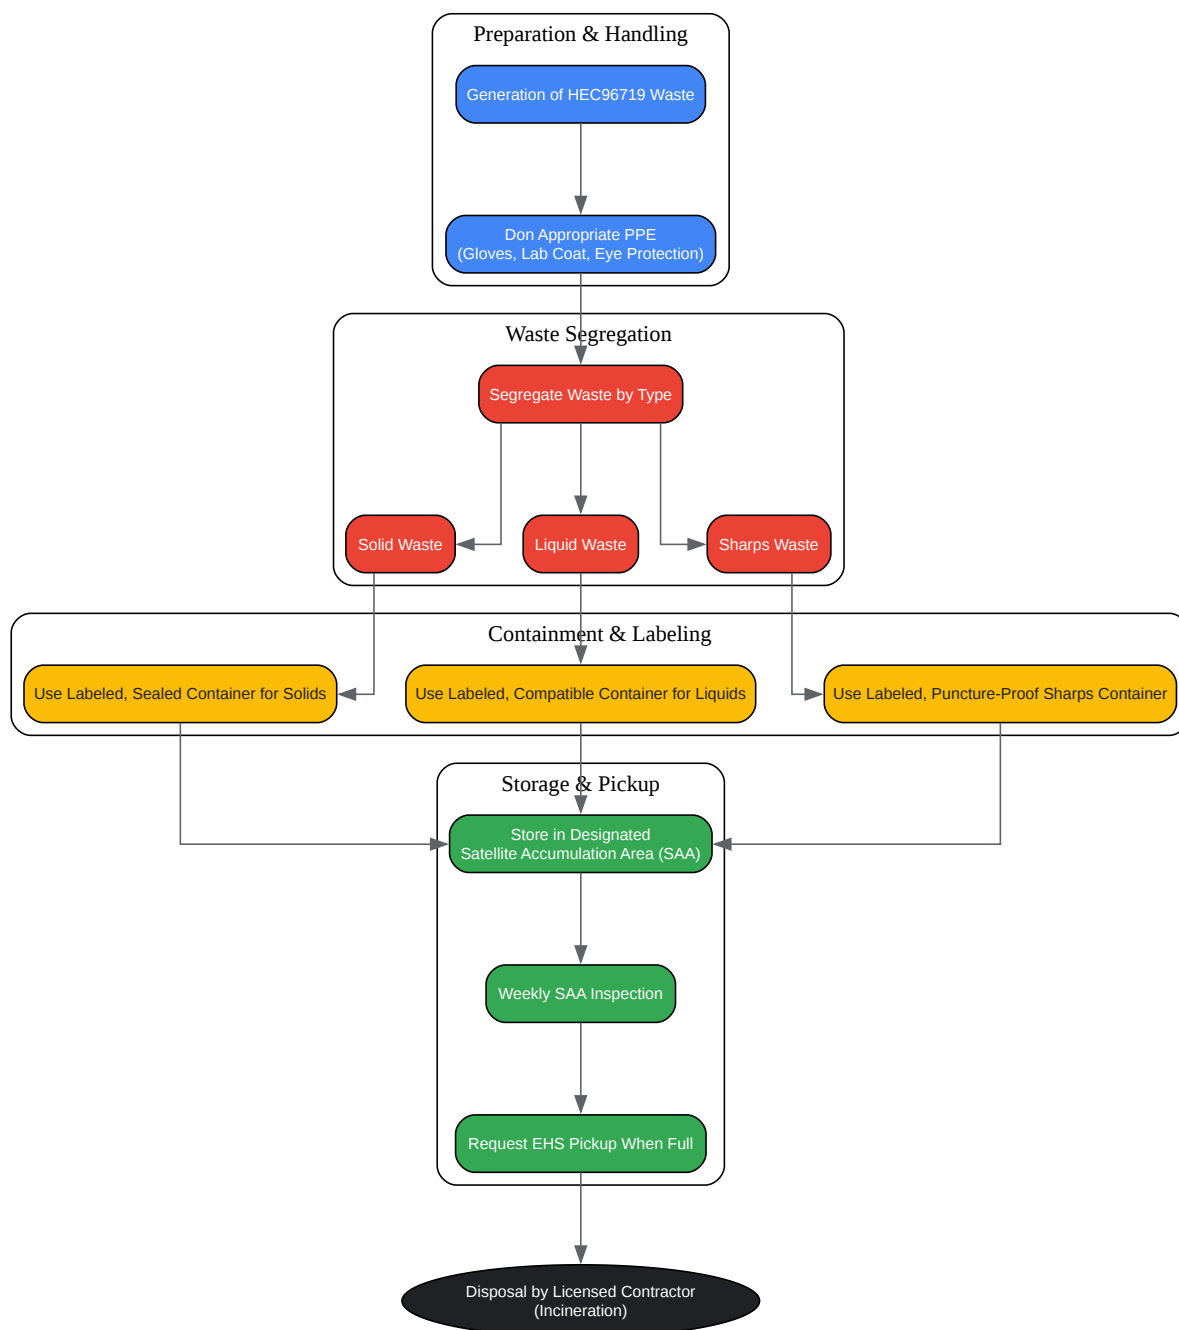 Preparation & Handling
Generation of HEC96719 Waste
Don Appropriate PPE
(Gloves, Lab Coat, Eye Protection)
Waste Segregation
Segregate Waste by Type
Solid Waste
Liquid Waste
Sharps Waste
Containment & Labeling
Use Labeled, Sealed Container for Solids
Use Labeled, Compatible Container for Liquids
Use Labeled, Puncture-Proof Sharps Container
Storage & Pickup
Store in Designated
Satellite Accumulation Area (SAA)
Weekly SAA Inspection
Request EHS Pickup When Full
Disposal by Licensed Contractor
(Incineration)